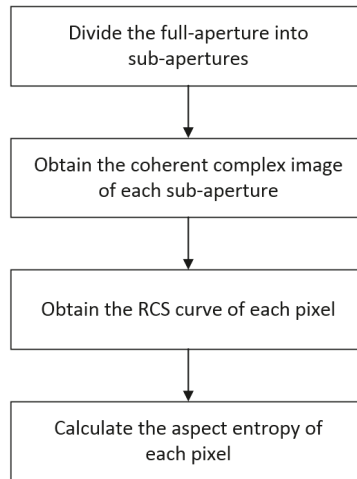 Divide the full-aperture into
sub-apertures
Obtain the coherent complex image
of each sub-aperture
Obtain the RCS curve of each pixel
Calculate the aspect entropy of
each pixel